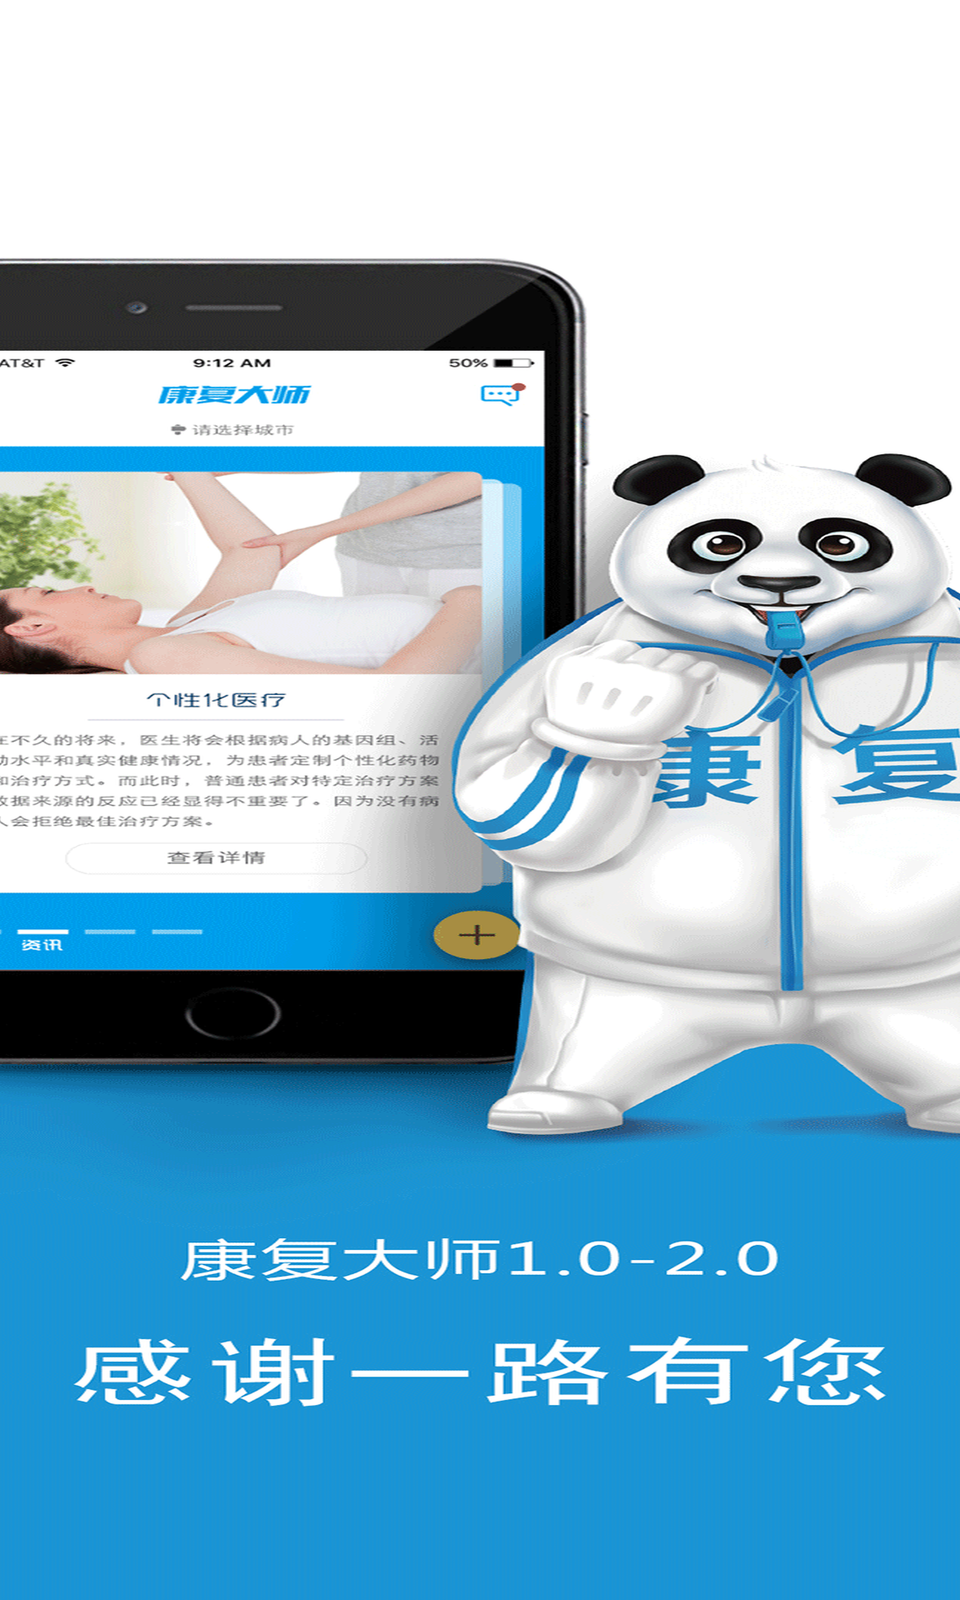 AT&T 9:12 AM 50%
康复大师
请选择城市
个性化医疗
在不久的将来，医生将会根据病人的基因组、活
动水平和真实健康情况，为患者定制个性化药物
和治疗方式。而此时，普通患者对特定治疗方案
数据来源的反应已经显得不重要了。因为没有病
人会拒绝最佳治疗方案。
查看详情
资讯
康复
康复大师1.0-2.0
感谢一路有您